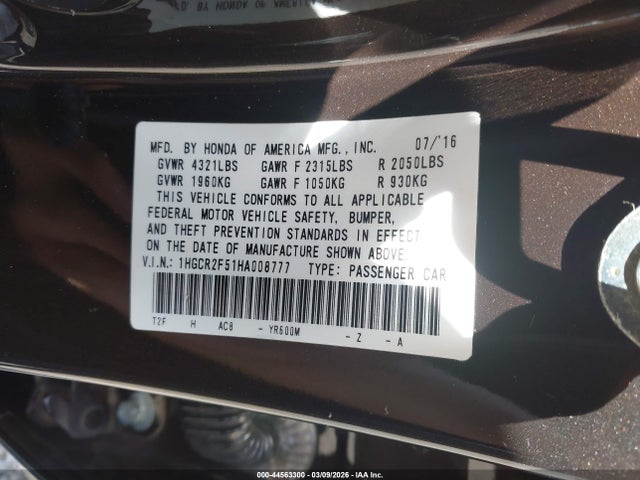 MFD. BY HONDA OF AMERICA MFG.,INC. 07/'16
GVWR 4321LBS GAWR F 2315LBS R 2050LBS
GVWR 1960KG GAWR F 1050KG R 930KG
THIS VEHICLE CONFORMS TO ALL APPLICABLE
FEDERAL MOTOR VEHICLE SAFETY, BUMPER,
AND THEFT PREVENTION STANDARDS IN EFFECT
ON THE DATE OF MANUFACTURE SHOWN ABOVE.
V.I.N.: 1HGCR2F51HA008777 TYPE: PASSENGER CAR
T2F H AC8 - YR600M - Z - A
000-44563300 - 03/09/2026 - IAA Inc.